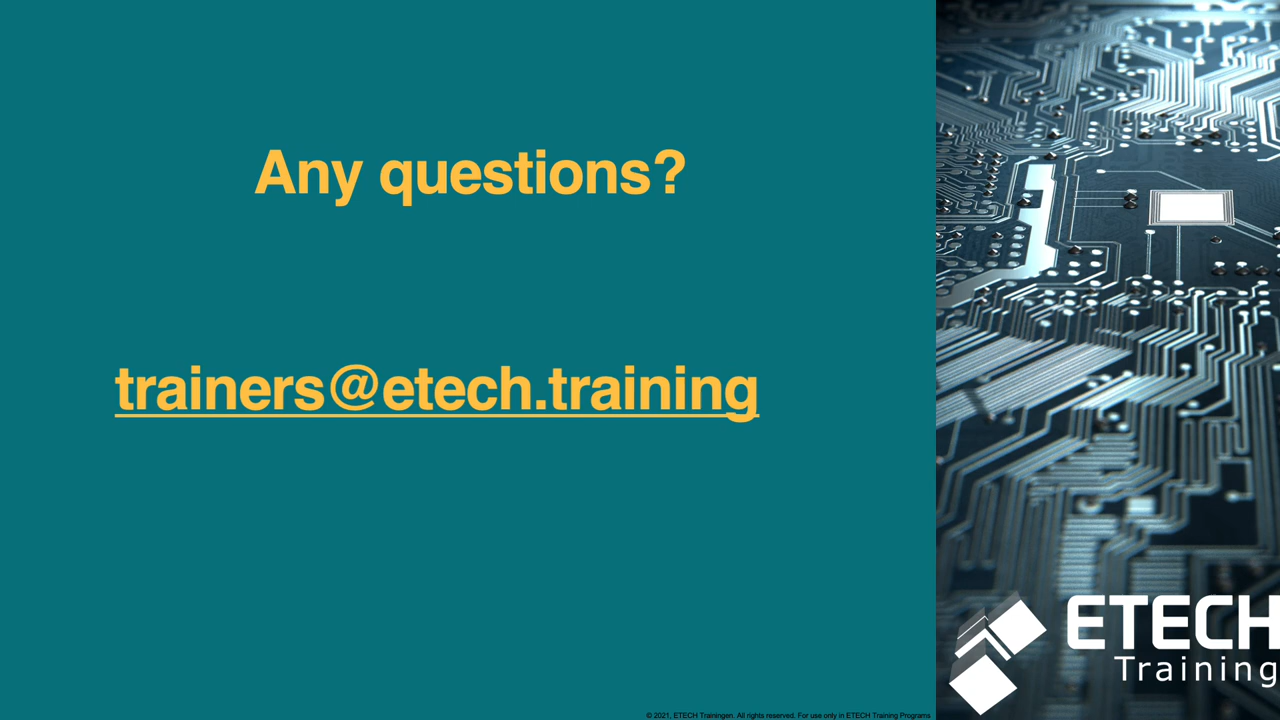 Any questions?
trainers@etech.training
ETECH
Training
© 2021, ETECH Trainingen. All rights reserved. For use only in ETECH Training Programs